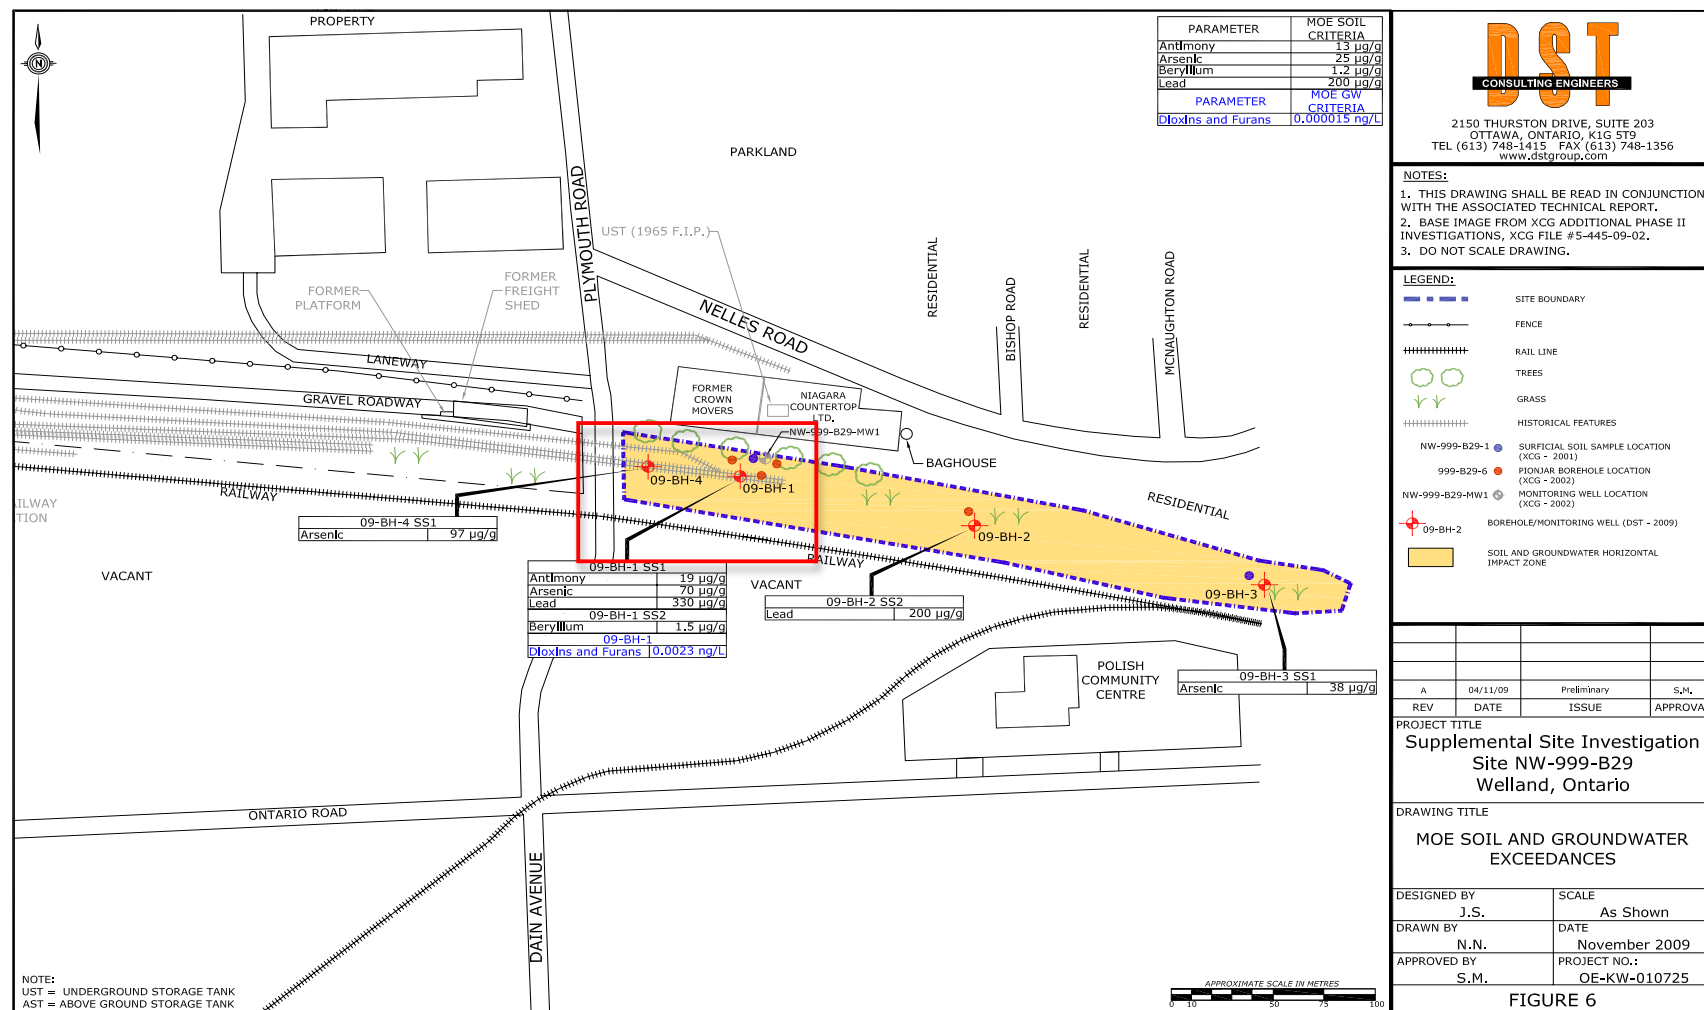 PROPERTY
N
PARKLAND
PLYMOUTH ROAD
UST (1965 F.I.P.)
NELLES ROAD
RESIDENTIAL
BISHOP ROAD
RESIDENTIAL
MCNAUGHTON ROAD
FORMER
PLATFORM
FORMER
FREIGHT
SHED
LANEWAY
GRAVEL ROADWAY
FORMER
CROWN
MOVERS
NIAGARA
COUNTERTOP
LTD.
NW-999-B29-MW1
BAGHOUSE
RESIDENTIAL
RAILWAY
09-BH-4
09-BH-1
09-BH-2
09-BH-3
RAILWAY
VACANT
VACANT
POLISH
COMMUNITY
CENTRE
ONTARIO ROAD
DAIN AVENUE
PARAMETER MOE SOIL
CRITERIA
Antimony 13 µg/g
Arsenic 25 µg/g
Beryllium 1.2 µg/g
Lead 200 µg/g
PARAMETER MOE GW
CRITERIA
Dioxins and Furans 0.000015 ng/L
09-BH-4 SS1
Arsenic 97 µg/g
09-BH-1 SS1
Antimony 19 µg/g
Arsenic 70 µg/g
Lead 330 µg/g
09-BH-1 SS2
Beryllium 1.5 µg/g
09-BH-1
Dioxins and Furans 0.0023 ng/L
09-BH-2 SS2
Lead 200 µg/g
09-BH-3 SS1
Arsenic 38 µg/g
NOTE:
UST = UNDERGROUND STORAGE TANK
AST = ABOVE GROUND STORAGE TANK
APPROXIMATE SCALE IN METRES
0 10 50 75 100
DST
CONSULTING ENGINEERS
2150 THURSTON DRIVE, SUITE 203
OTTAWA, ONTARIO, K1G 5T9
TEL (613) 748-1415 FAX (613) 748-1356
www.dstgroup.com
NOTES:
1. THIS DRAWING SHALL BE READ IN CONJUNCTION
WITH THE ASSOCIATED TECHNICAL REPORT.
2. BASE IMAGE FROM XCG ADDITIONAL PHASE II
INVESTIGATIONS, XCG FILE #5-445-09-02.
3. DO NOT SCALE DRAWING.
LEGEND:
SITE BOUNDARY
FENCE
RAIL LINE
TREES
GRASS
HISTORICAL FEATURES
NW-999-B29-1 SURFICIAL SOIL SAMPLE LOCATION
(XCG - 2001)
999-B29-6 PIONJAR BOREHOLE LOCATION
(XCG - 2002)
NW-999-B29-MW1 MONITORING WELL LOCATION
(XCG - 2002)
09-BH-2 BOREHOLE/MONITORING WELL (DST - 2009)
SOIL AND GROUNDWATER HORIZONTAL
IMPACT ZONE
A 04/11/09 Preliminary S.M.
REV DATE ISSUE APPROVA
PROJECT TITLE
Supplemental Site Investigation
Site NW-999-B29
Welland, Ontario
DRAWING TITLE
MOE SOIL AND GROUNDWATER
EXCEEDANCES
DESIGNED BY SCALE
J.S. As Shown
DRAWN BY DATE
N.N. November 2009
APPROVED BY PROJECT NO.:
S.M. OE-KW-010725
FIGURE 6